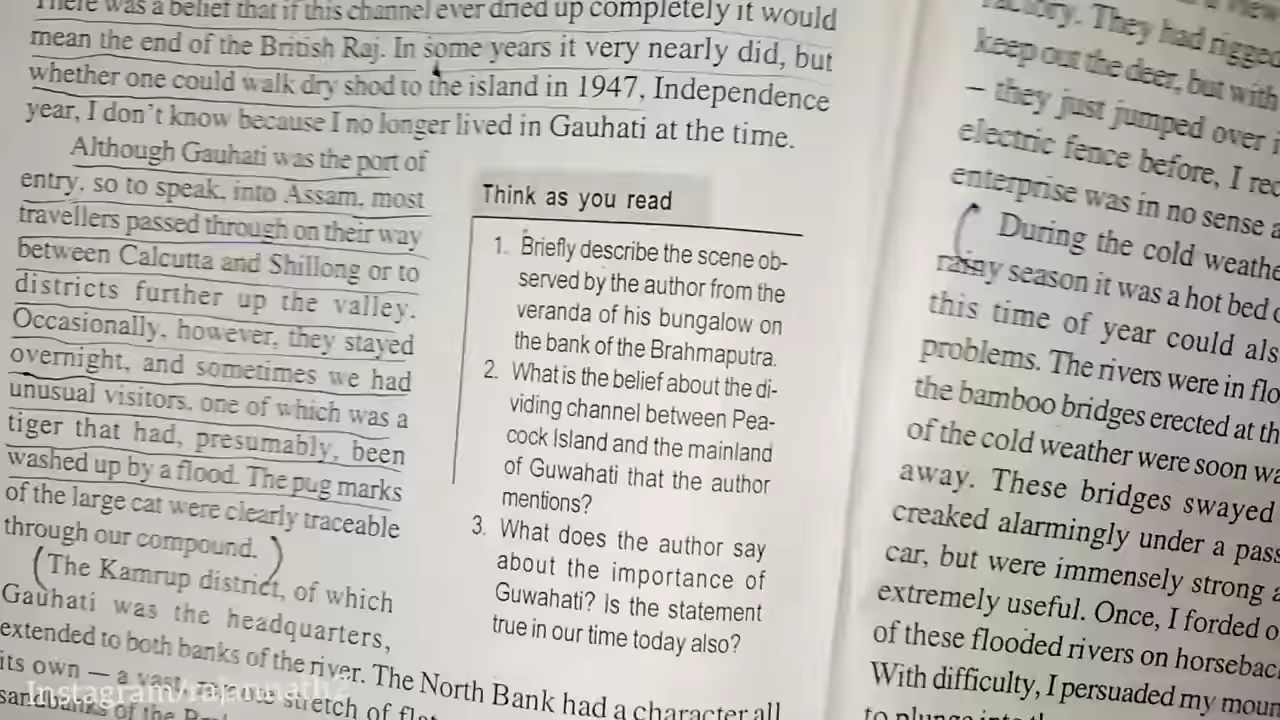 There was a belief that if this channel ever dried up completely it would
mean the end of the British Raj. In some years it very nearly did, but
whether one could walk dry shod to the island in 1947, Independence
year, I don't know because I no longer lived in Gauhati at the time.
Although Gauhati was the port of
entry, so to speak, into Assam, most
travellers passed through on their way
between Calcutta and Shillong or to
districts further up the valley.
Occasionally, however, they stayed
overnight, and sometimes we had
unusual visitors, one of which was a
tiger that had, presumably, been
washed up by a flood. The pug marks
of the large cat were clearly traceable
through our compound.
The Kamrup district, of which
Gauhati was the headquarters,
extended to both banks of the river. The North Bank had a character all
its own — a vast, remote stretch of
sandbanks of the
Think as you read
1. Briefly describe the scene ob-
served by the author from the
veranda of his bungalow on
the bank of the Brahmaputra.
2. What is the belief about the di-
viding channel between Pea-
cock Island and the mainland
of Guwahati that the author
mentions?
3. What does the author say
about the importance of
Guwahati? Is the statement
true in our time today also?
factory. They had rigged
keep out the deer, but with
– they just jumped over
electric fence before, I
enterprise was in no sense
During the cold
rainy season it was a hot bed
this time of year could
problems. The rivers were in
the bamboo bridges erected at
of the cold weather were soon
away. These bridges swayed
creaked alarmingly under a
car, but were immensely strong
extremely useful. Once, I forded
of these flooded rivers on
With difficulty, I persuaded my
to plunge into